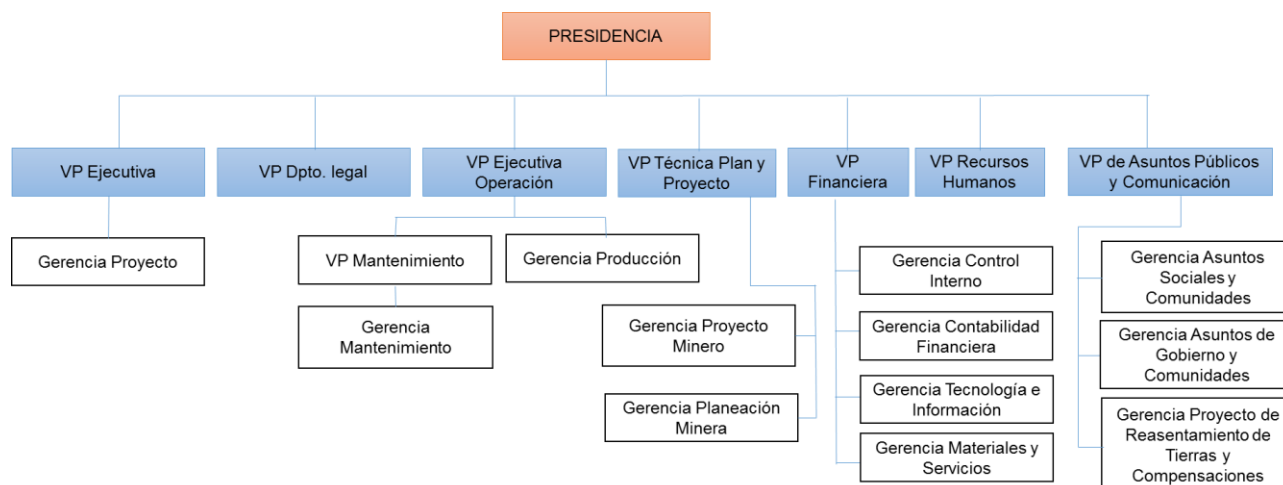 PRESIDENCIA
VP Ejecutiva
VP Dpto. legal
VP Ejecutiva
Operación
VP Técnica Plan y
Proyecto
VP
Financiera
VP Recursos
Humanos
VP de Asuntos Públicos
y Comunicación
Gerencia Proyecto
VP Mantenimiento
Gerencia Producción
Gerencia
Mantenimiento
Gerencia Proyecto
Minero
Gerencia Planeación
Minera
Gerencia Control
Interno
Gerencia Contabilidad
Financiera
Gerencia Tecnología e
Información
Gerencia Materiales y
Servicios
Gerencia Asuntos
Sociales y
Comunidades
Gerencia Asuntos de
Gobierno y
Comunidades
Gerencia Proyecto de
Reasentamiento de
Tierras y
Compensaciones